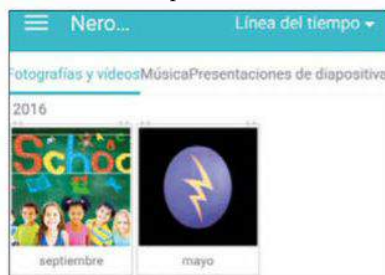 Nero... Línea del tiempo
Fotografías y vídeos Música Presentaciones de diapositiva
2016
School
septiembre mayo